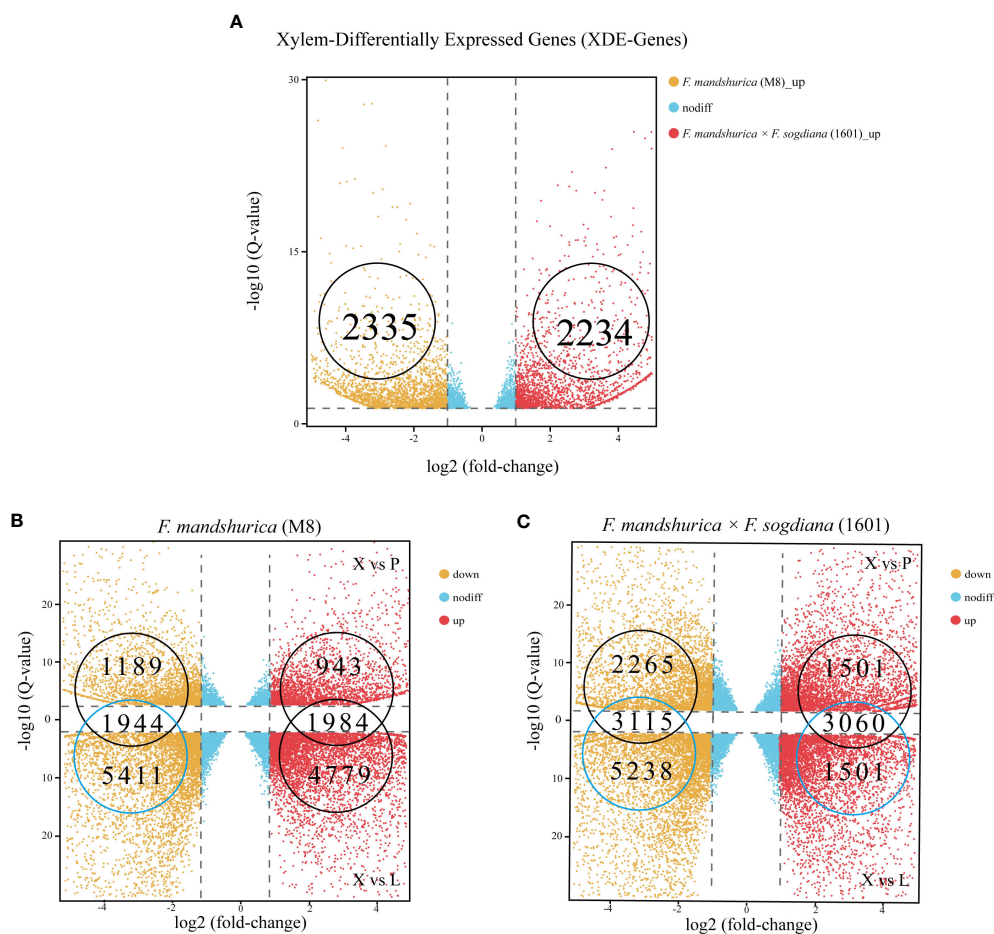 A
Xylem-Differentially Expressed Genes (XDE-Genes)
30
15
0
-log10 (Q-value)
2335
2234
-4 -2 0 2 4
log2 (fold-change)
F. mandshurica (M8)_up
nodiff
F. mandshurica × F. sogdiana (1601)_up
B
F. mandshurica (M8)
X vs P
20
10
0
10
20
-log10 (Q-value)
1189 943
1944 1984
5411 4779
X vs L
-4 -2 0 2 4
log2 (fold-change)
down
nodiff
up
C
F. mandshurica × F. sogdiana (1601)
X vs P
20
10
0
10
20
-log10 (Q-value)
2265 1501
3115 3060
5238 1501
X vs L
-4 -2 0 2 4
log2 (fold-change)
down
nodiff
up